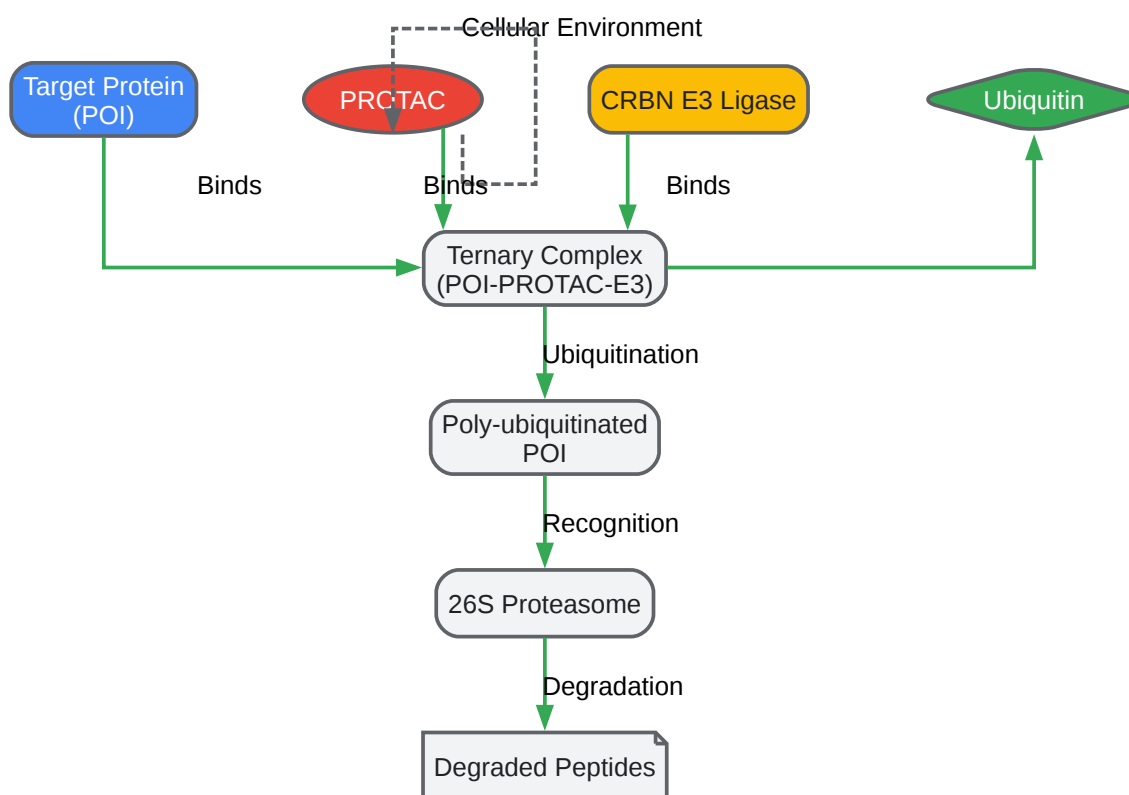 Cellular Environment
Target Protein
(POI)
PROTAC
CRBN E3 Ligase
Ubiquitin
Binds
Binds
Binds
Ternary Complex
(POI-PROTAC-E3)
Ubiquitination
Poly-ubiquitinated
POI
Recognition
26S Proteasome
Degradation
Degraded Peptides